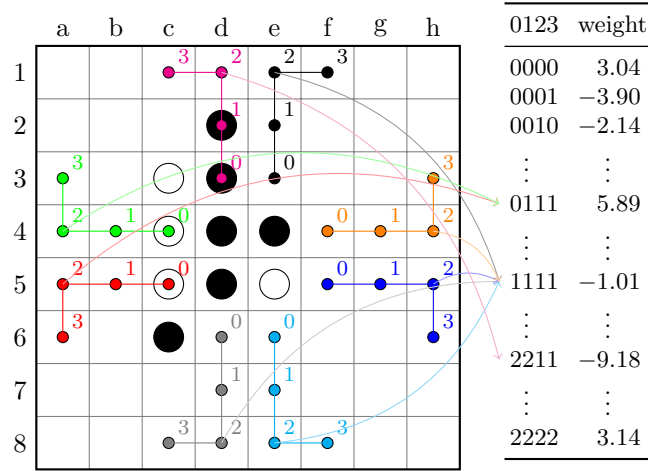 a b c d e f g h
0123 weight
1 3 2 2 3
0000 3.04
0001 −3.90
2 1 1
0010 −2.14
3 3 0 0 3
⋮ ⋮
0111 5.89
4 2 1 0 0 1 2
⋮ ⋮
5 2 1 0 0 1 2
1111 −1.01
6 3 0 0 3
⋮ ⋮
2211 −9.18
7 1 1
⋮ ⋮
8 3 2 2 3
2222 3.14